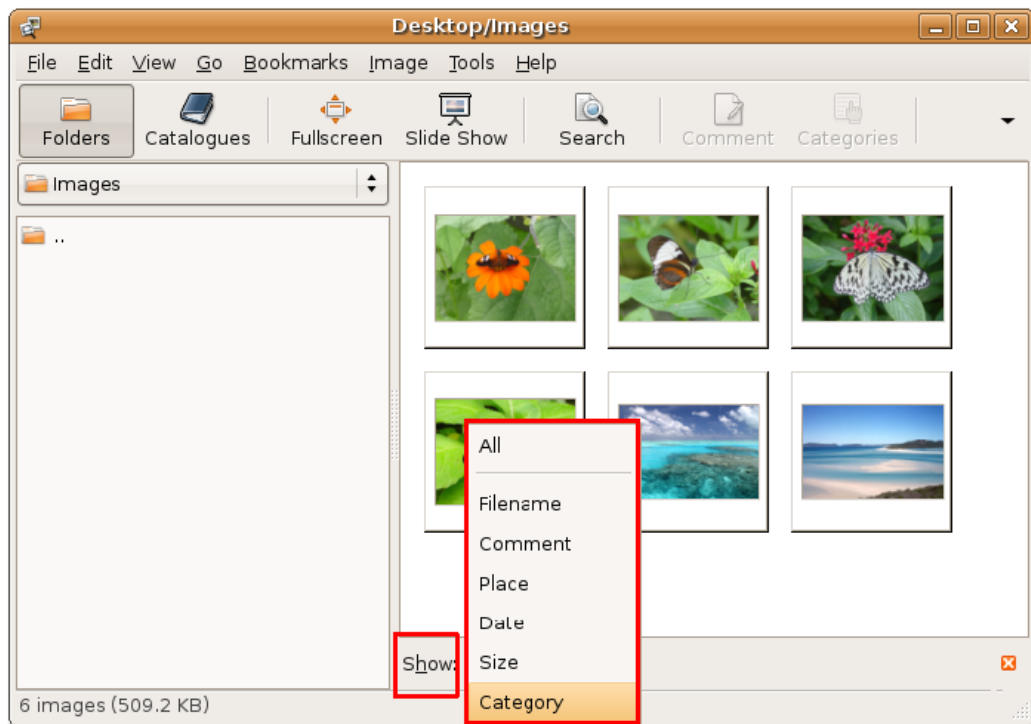 Desktop/Images
File Edit View Go Bookmarks Image Tools Help
Folders Catalogues Fullscreen Slide Show Search Comment Categories
Images
..
All
Filename
Comment
Place
Date
Show: Size
Category
6 images (509.2 KB)